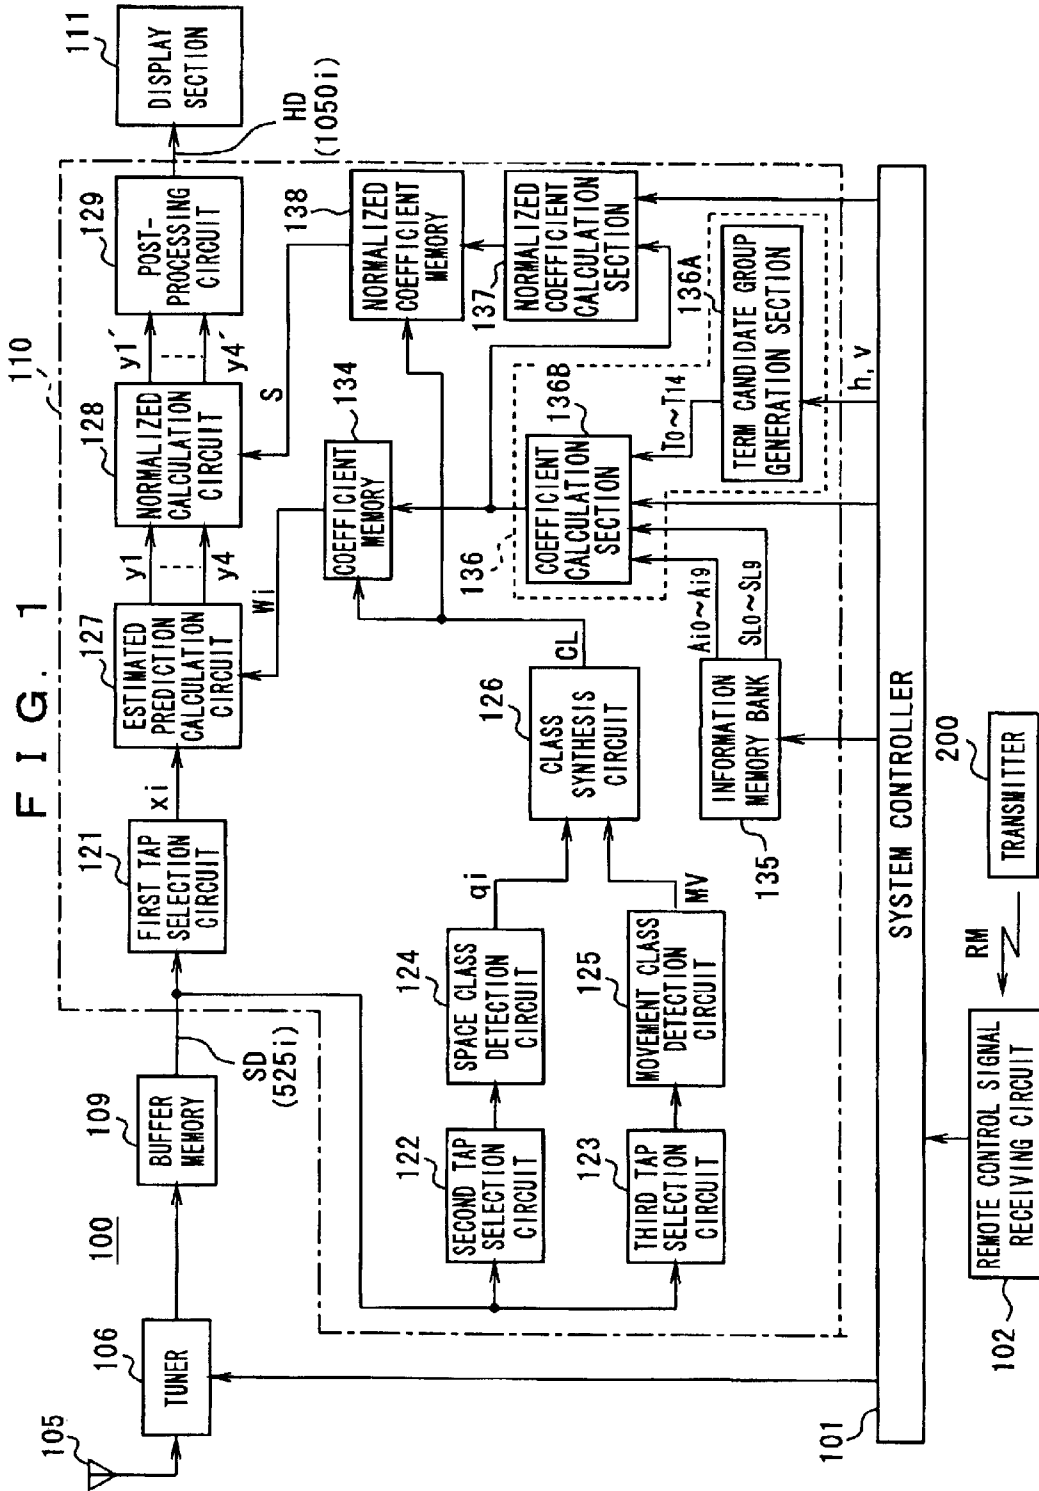 FIG. 1
105
106
TUNER
100
109
BUFFER
MEMORY
SD
(525i)
110
121
FIRST TAP
SELECTION
CIRCUIT
xi
127
ESTIMATED
PREDICTION
CALCULATION
CIRCUIT
y1
y4
128
NORMALIZED
CALCULATION
CIRCUIT
y1´
y4´
129
POST-
PROCESSING
CIRCUIT
HD
(1050i)
111
DISPLAY
SECTION
122
SECOND TAP
SELECTION
CIRCUIT
124
SPACE CLASS
DETECTION
CIRCUIT
qi
123
THIRD TAP
SELECTION
CIRCUIT
125
MOVEMENT CLASS
DETECTION
CIRCUIT
MV
126
CLASS
SYNTHESIS
CIRCUIT
CL
Wi
134
COEFFICIENT
MEMORY
S
138
NORMALIZED
COEFFICIENT
MEMORY
137
NORMALIZED
COEFFICIENT
CALCULATION
SECTION
136
136B
COEFFICIENT
CALCULATION
SECTION
T0~T14
136A
TERM CANDIDATE GROUP
GENERATION SECTION
135
INFORMATION
MEMORY BANK
Ai0~Ai9
SL0~SL9
h, v
101
SYSTEM CONTROLLER
102
REMOTE CONTROL SIGNAL
RECEIVING CIRCUIT
RM
200
TRANSMITTER